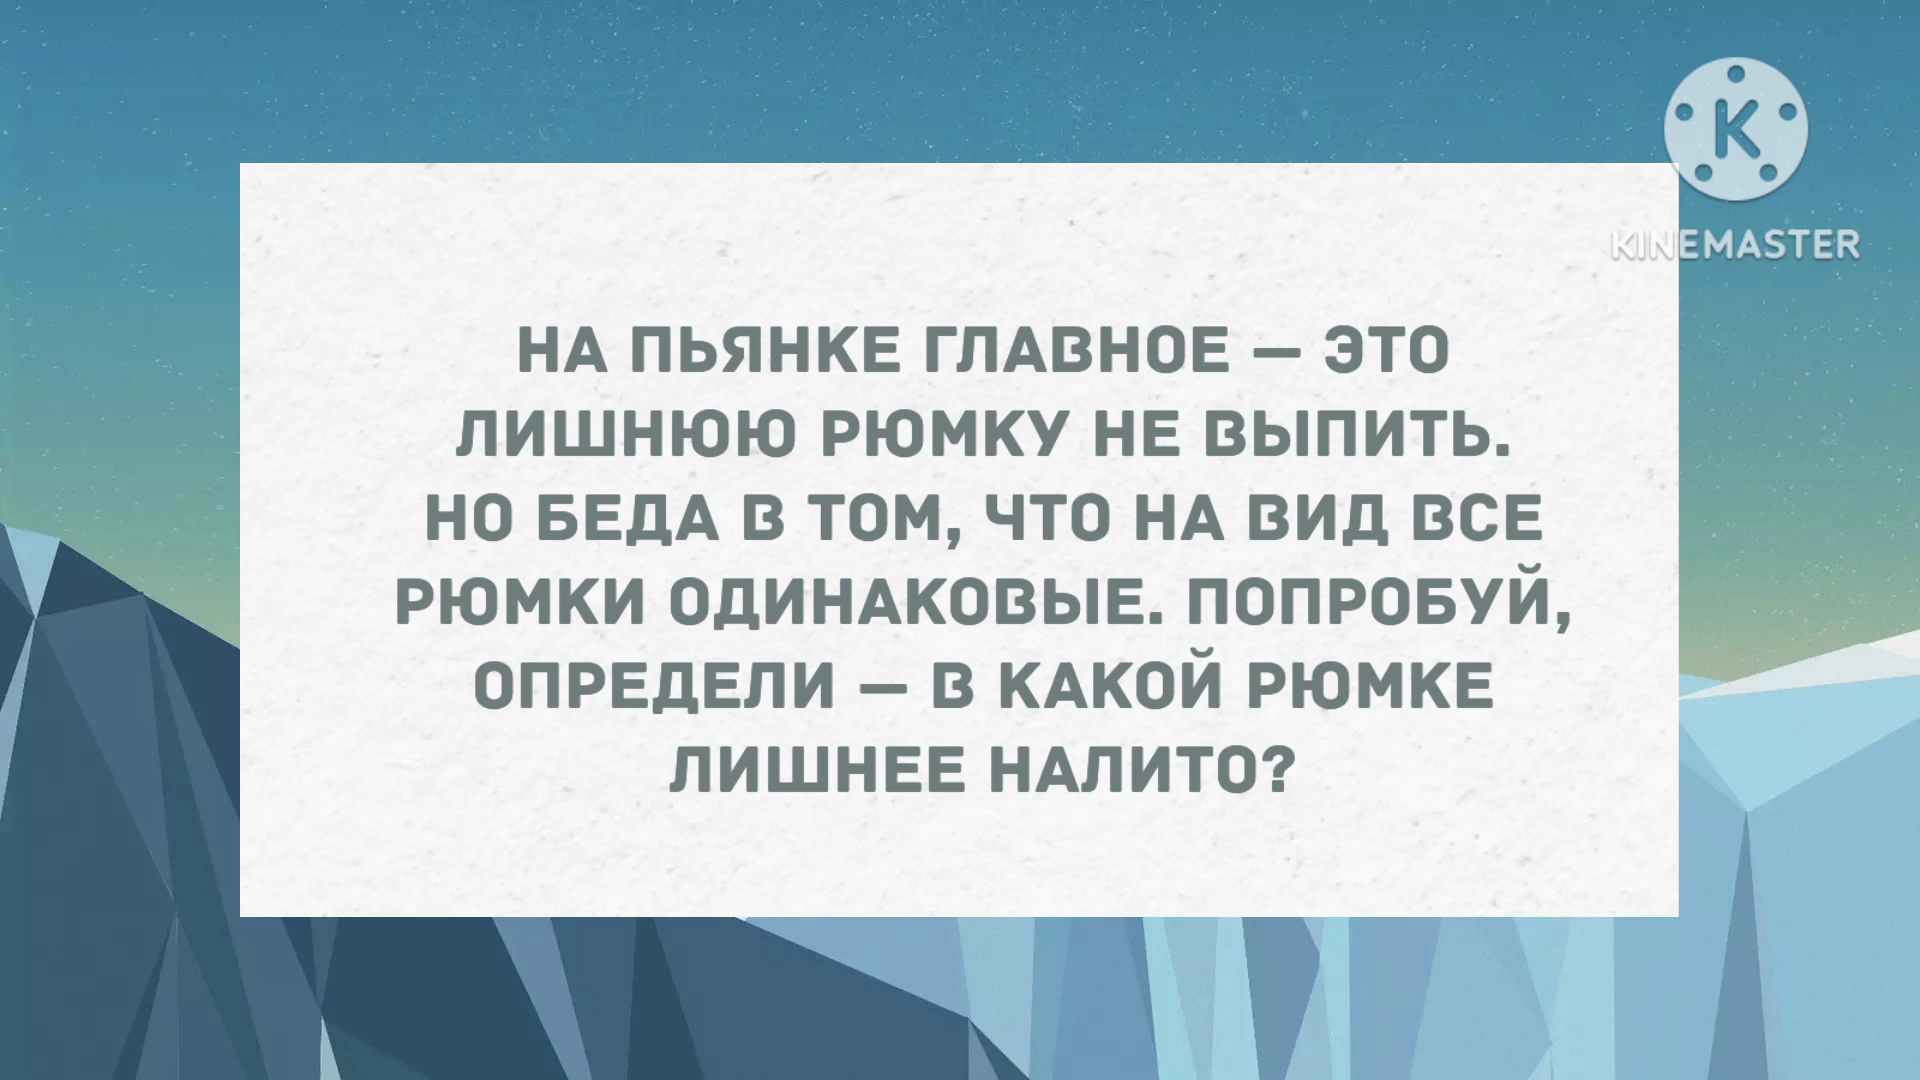 K
KINEMASTER
НА ПЬЯНКЕ ГЛАВНОЕ — ЭТО
ЛИШНЮЮ РЮМКУ НЕ ВЫПИТЬ.
НО БЕДА В ТОМ, ЧТО НА ВИД ВСЕ
РЮМКИ ОДИНАКОВЫЕ. ПОПРОБУЙ,
ОПРЕДЕЛИ — В КАКОЙ РЮМКЕ
ЛИШНЕЕ НАЛИТО?